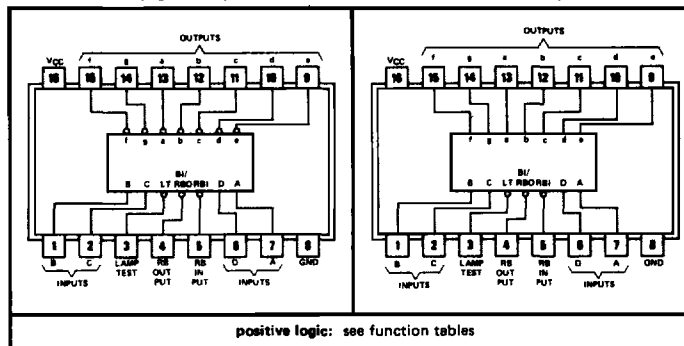 OUTPUTS
VCC f g a b c d e
16 15 14 13 12 11 10 9
f g a b c d e
BI/
B C LT RBO RBI D A
1 2 3 4 5 6 7 8
B C LAMP TEST RB OUT PUT RB IN PUT D A GND
INPUTS INPUTS
OUTPUTS
VCC f g a b c d e
16 15 14 13 12 11 10 9
f g a b c d e
BI/
B C LT RBO RBI D A
1 2 3 4 5 6 7 8
B C LAMP TEST RB OUT PUT RB IN PUT D A GND
INPUTS INPUTS
positive logic: see function tables